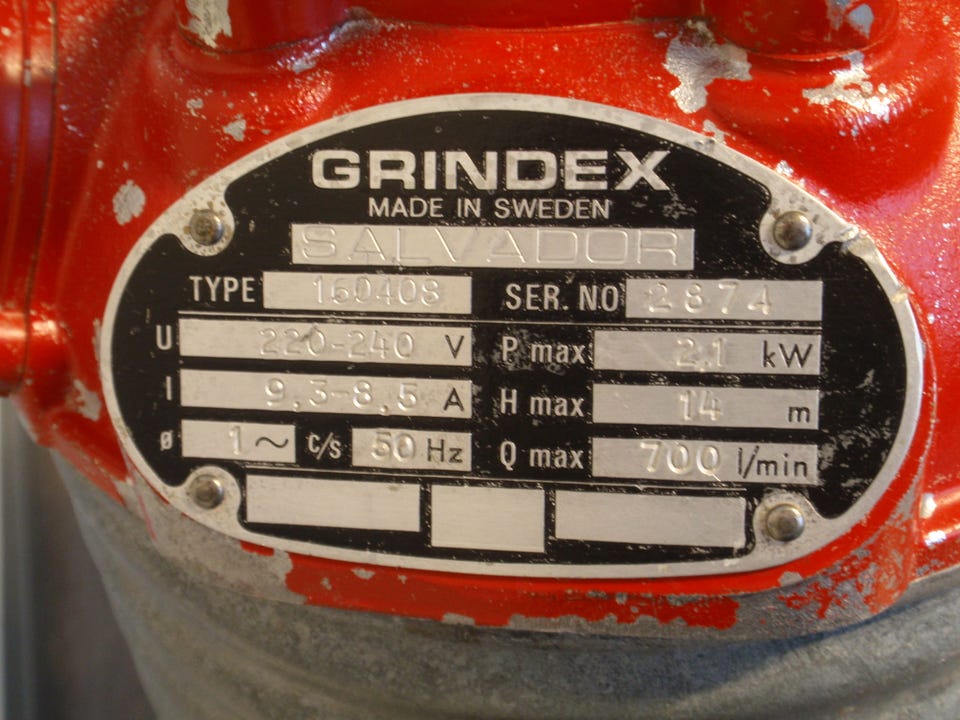 GRINDEX
MADE IN SWEDEN
SALVADOR
TYPE 160408 SER. NO 2874
U 220-240 V P max 2,1 kW
I 9,3-8,5 A H max 14 m
ø 1~ c/s 50 Hz Q max 700 l/min